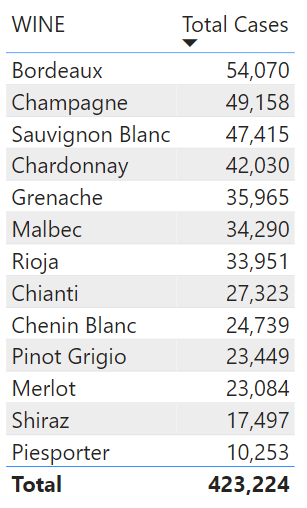 WINE Total Cases
Bordeaux 54,070
Champagne 49,158
Sauvignon Blanc 47,415
Chardonnay 42,030
Grenache 35,965
Malbec 34,290
Rioja 33,951
Chianti 27,323
Chenin Blanc 24,739
Pinot Grigio 23,449
Merlot 23,084
Shiraz 17,497
Piesporter 10,253
Total 423,224